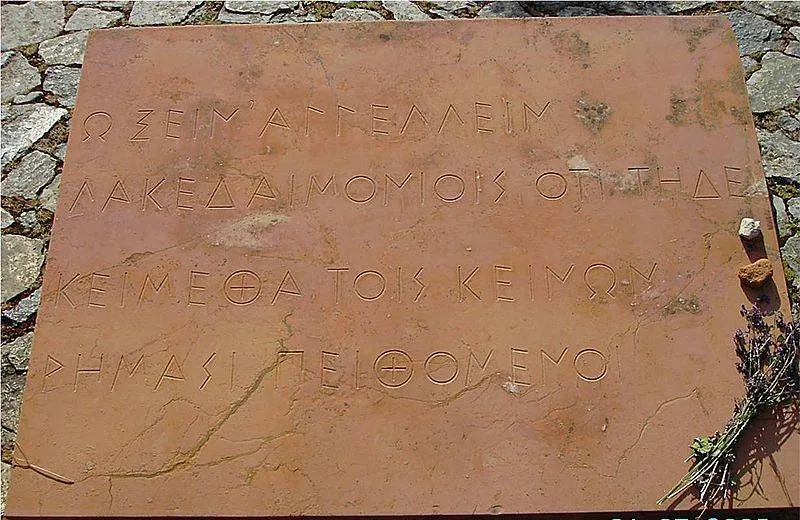 Ω ΞΕΙΝ' ΑΓΓΕΛΛΕΙΝ
ΛΑΚΕΔΑΙΜΟΝΙΟΙΣ ΟΤΙ ΤΗΔΕ
ΚΕΙΜΕΘΑ ΤΟΙΣ ΚΕΙΝΩΝ
ΡΗΜΑΣΙ ΠΕΙΘΟΜΕΝΟΙ